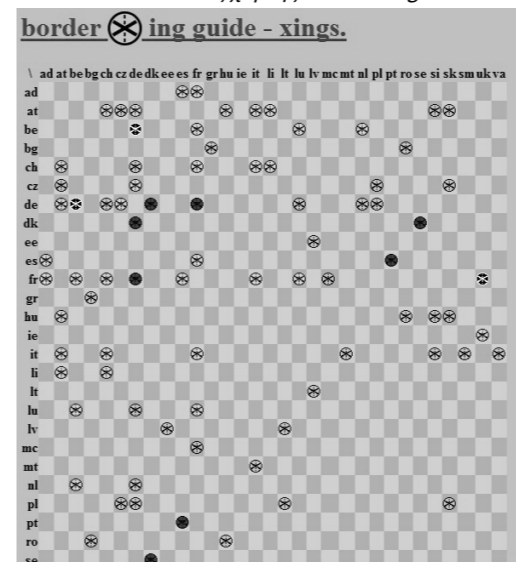 border ing guide - xings.
\ ad at be bg ch cz de dk ee es fr gr hu ie it li lt lu lv mc mt nl pl pt ro se si sk sm uk va
ad
at
be
bg
ch
cz
de
dk
ee
es
fr
gr
hu
ie
it
li
lt
lu
lv
mc
mt
nl
pl
pt
ro
se